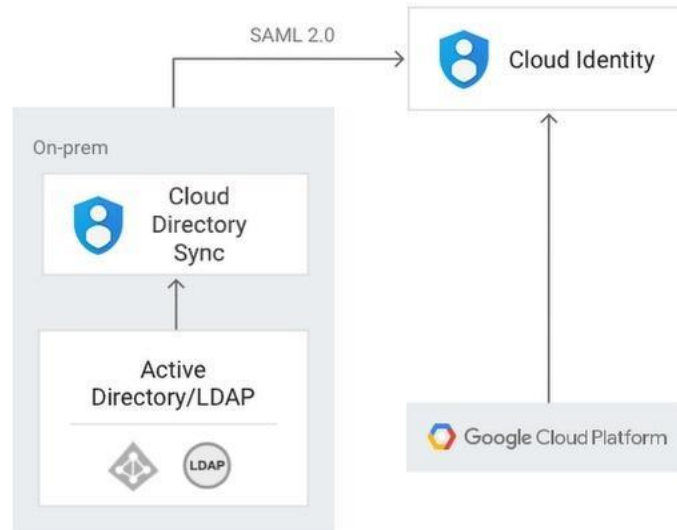 SAML 2.0
Cloud Identity
On-prem
Cloud
Directory
Sync
Active
Directory/LDAP
LDAP
Google Cloud Platform